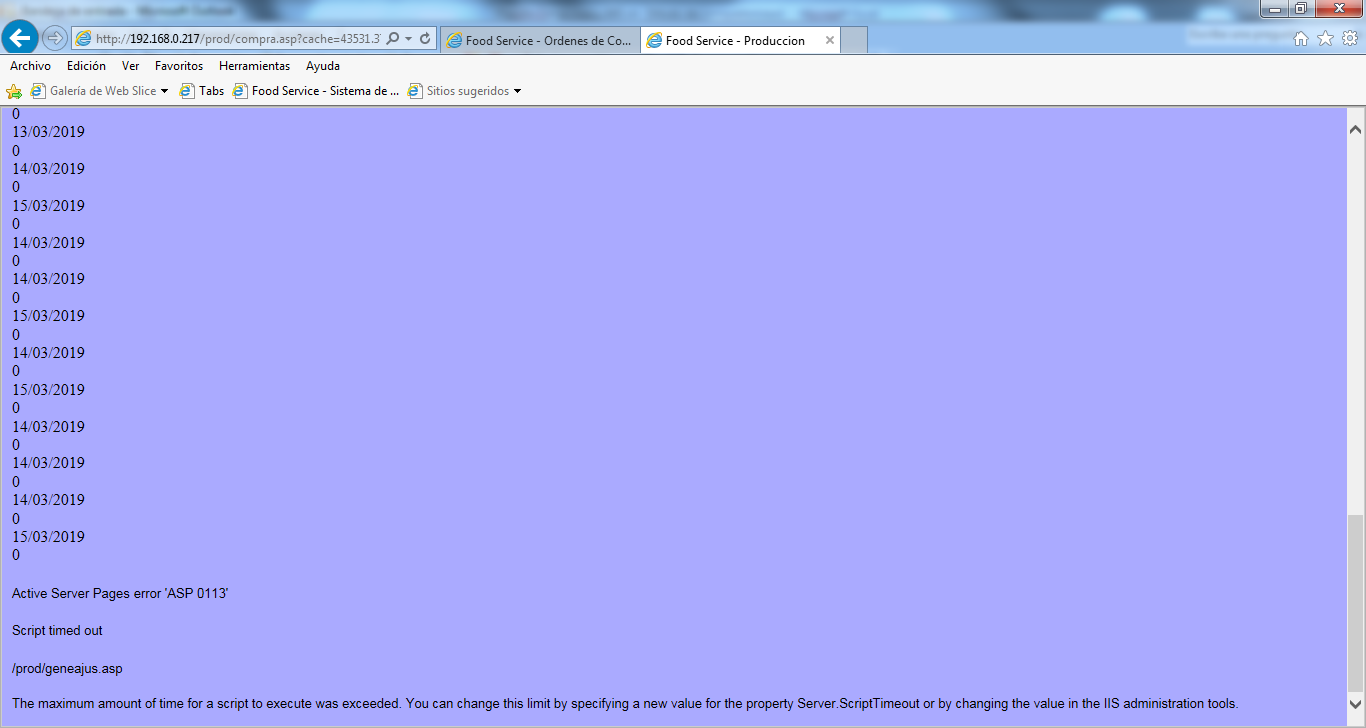 http://192.168.0.217/prod/compra.asp?cache=43531.3
Food Service - Ordenes de Co...
Food Service - Produccion
Archivo Edición Ver Favoritos Herramientas Ayuda
Galería de Web Slice Tabs Food Service - Sistema de ... Sitios sugeridos
0
13/03/2019
0
14/03/2019
0
15/03/2019
0
14/03/2019
0
14/03/2019
0
15/03/2019
0
14/03/2019
0
15/03/2019
0
14/03/2019
0
14/03/2019
0
14/03/2019
0
15/03/2019
0
Active Server Pages error 'ASP 0113'
Script timed out
/prod/geneajus.asp
The maximum amount of time for a script to execute was exceeded. You can change this limit by specifying a new value for the property Server.ScriptTimeout or by changing the value in the IIS administration tools.